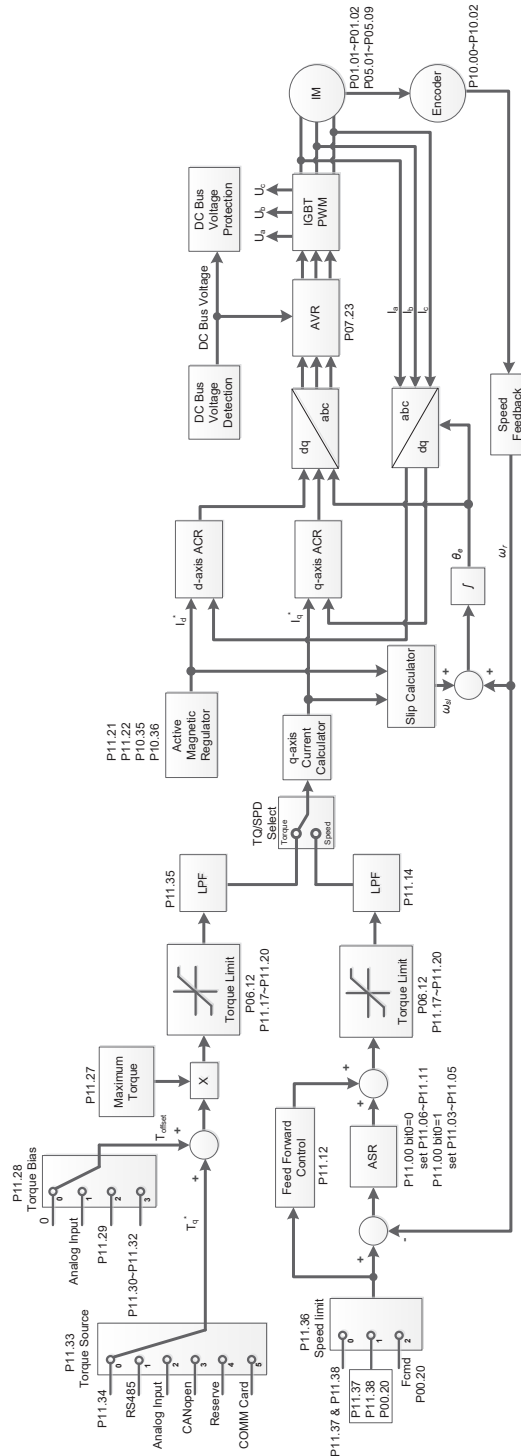 P11.33
Torque Source
P11.34
RS485
Analog Input
CANopen
Reserve
COMM Card
0
1
2
3
4
5
P11.28
Torque Bias
0
Analog Input
P11.29
P11.30~P11.32
0
1
2
3
Toffset
+
Tq*
+
P11.27
Maximum
Torque
X
Torque Limit
P06.12
P11.17~P11.20
P11.35
LPF
TQ/SPD
Select
Torque
Speed
P11.36
Speed limit
P11.37 & P11.38
P11.37
P11.38
P00.20
Fcmd
P00.20
0
1
2
+
-
Feed Forward
Control
P11.12
ASR
P11.00 bit0=0
set P11.06~P11.11
P11.00 bit0=1
set P11.03~P11.05
+
+
Torque Limit
P06.12
P11.17~P11.20
LPF
P11.14
q-axis
Current
Calculator
P11.21
P11.22
P10.35
P10.36
Active
Magnetic
Regulator
Id*
Iq*
d-axis ACR
q-axis ACR
Slip Calculator
ωsl
+
+
∫
θe
DC Bus
Voltage
Detection
DC Bus Voltage
DC Bus
Voltage
Protection
dq
abc
AVR
P07.23
Ua
Ub
Uc
IGBT
PWM
IM
P01.01~P01.02
P05.01~P05.09
Ia
Ib
Ic
abc
dq
Encoder
P10.00~P10.02
Speed
Feedback
ωr